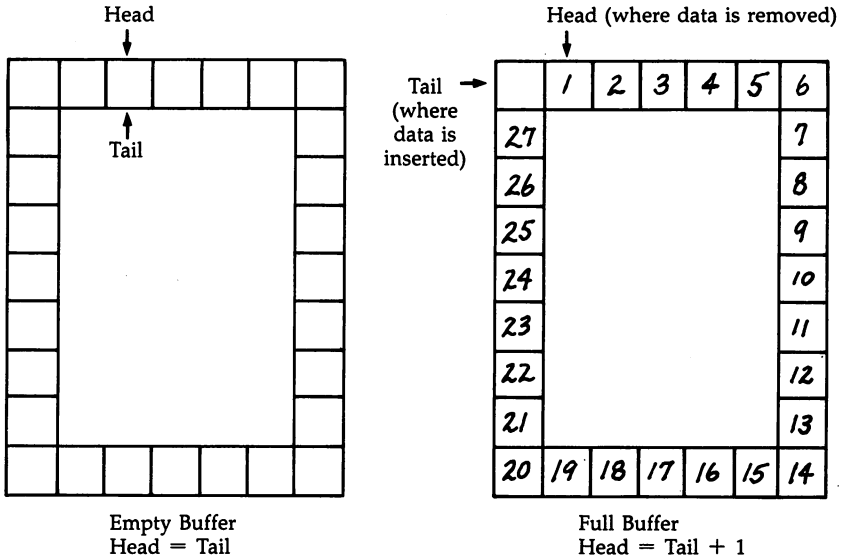 Head
Tail
Empty Buffer
Head = Tail
Head (where data is removed)
Tail
(where
data is
inserted)
1 2 3 4 5 6
27 7
26 8
25 9
24 10
23 11
22 12
21 13
20 19 18 17 16 15 14
Full Buffer
Head = Tail + 1